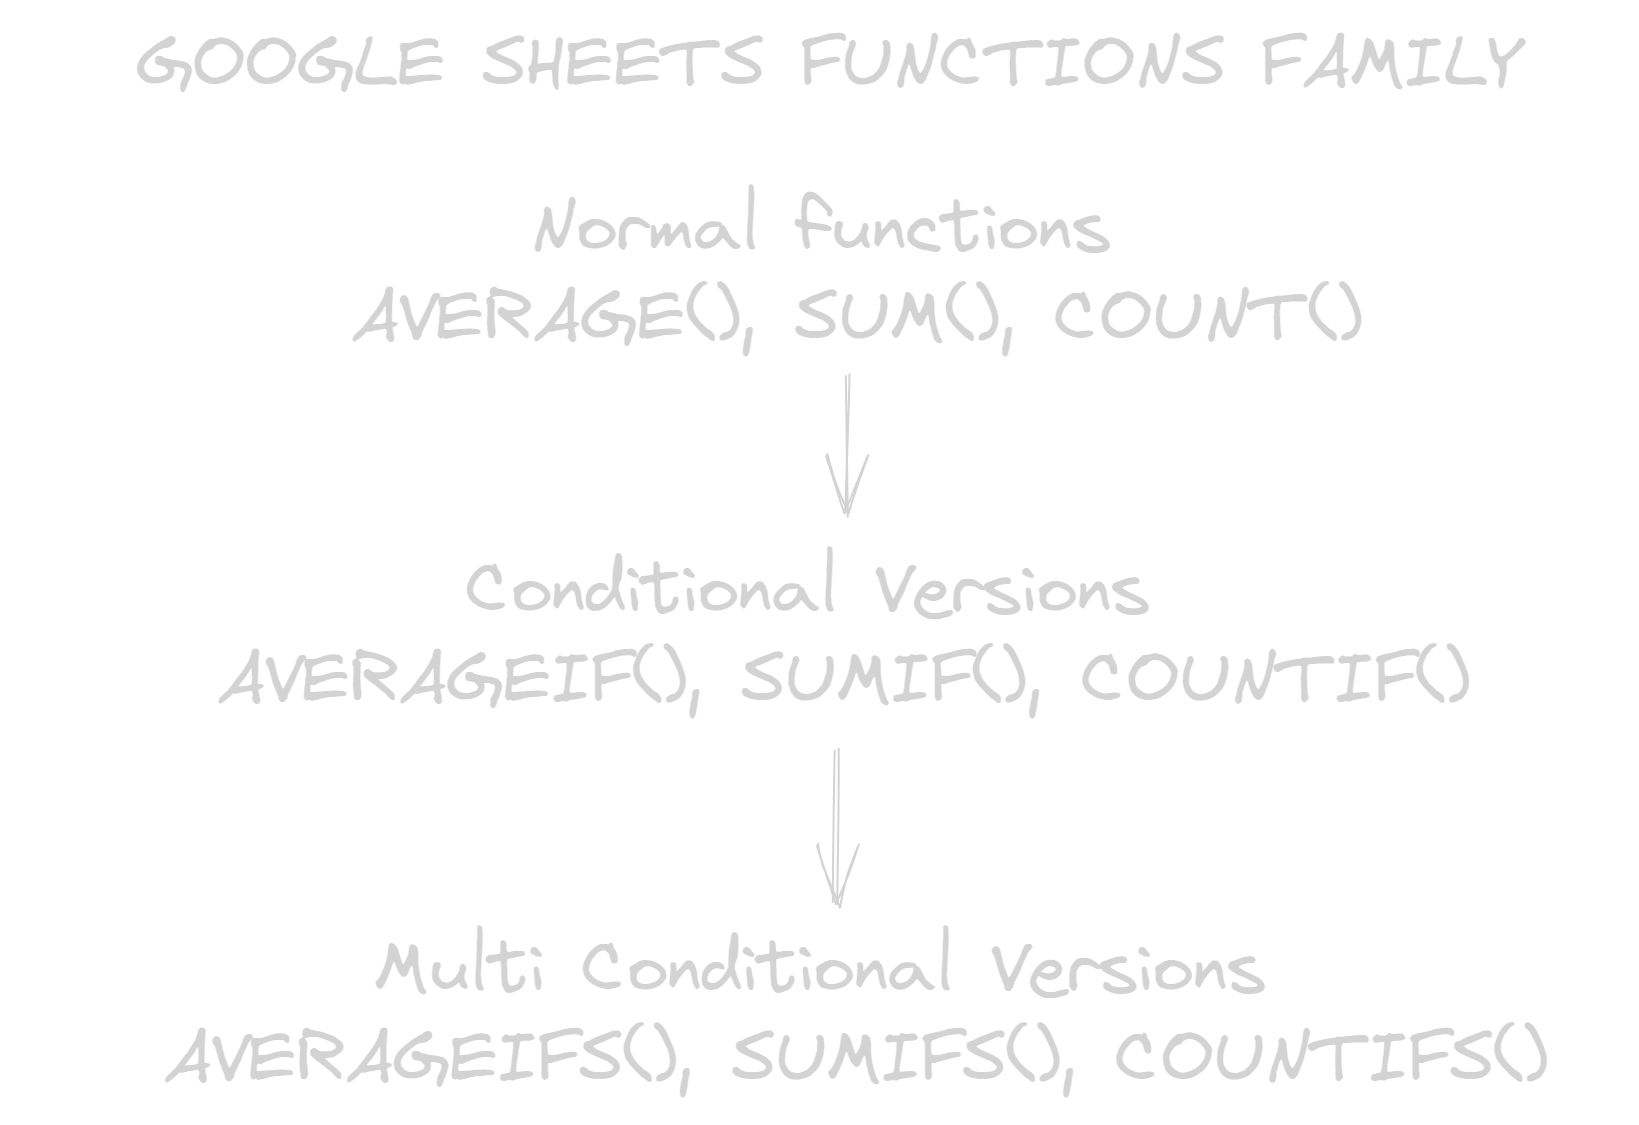 GOOGLE SHEETS FUNCTIONS FAMILY
Normal functions
AVERAGE(), SUM(), COUNT()
Conditional Versions
AVERAGEIF(), SUMIF(), COUNTIF()
Multi Conditional Versions
AVERAGEIFS(), SUMIFS(), COUNTIFS()